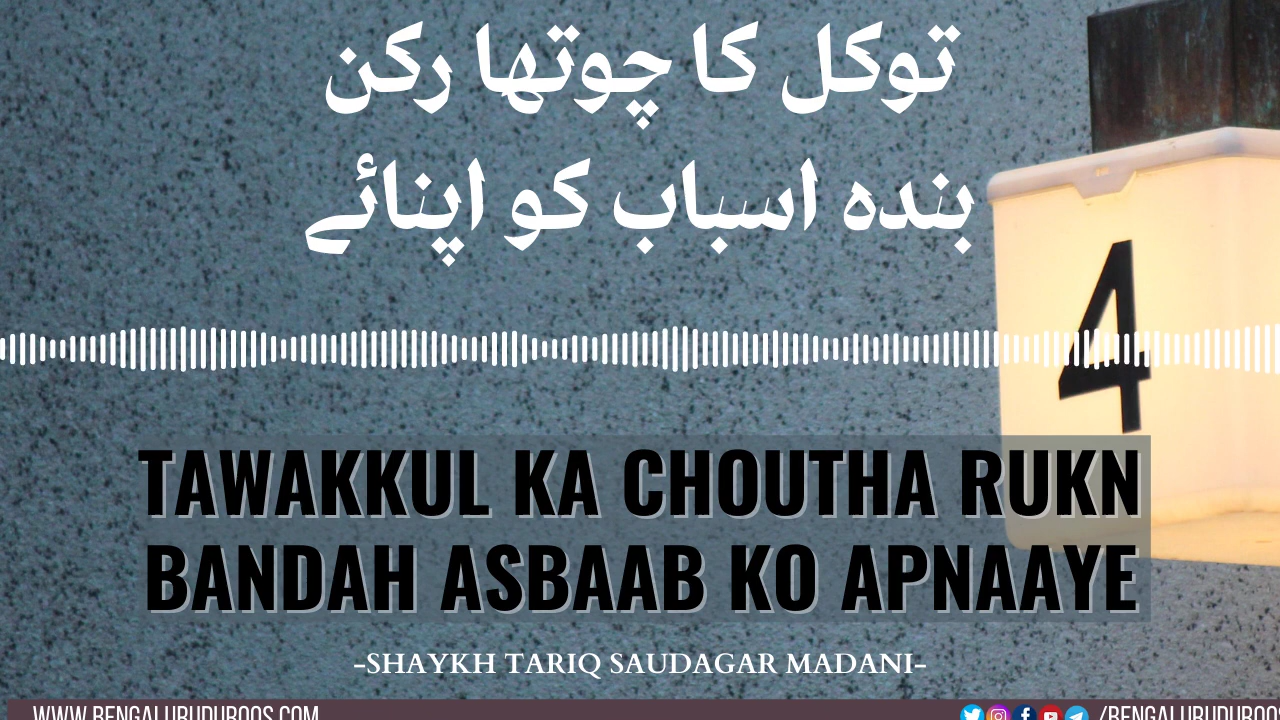 توکل کا چوتھا رکن
بندہ اسباب کو اپنائے
4
TAWAKKUL KA CHOUTHA RUKN
BANDAH ASBAAB KO APNAAYE
-SHAYKH TARIQ SAUDAGAR MADANI-
WWW.BENGALURUDUROOS.COM /BENGALURUDUROOS